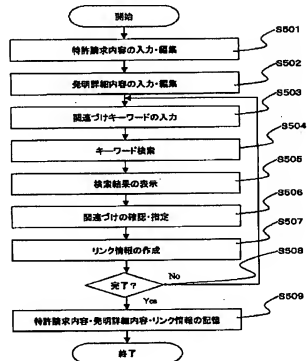 開始
S501
特許請求内容の入力・編集
S502
発明詳細内容の入力・編集
S503
関連づけキーワードの入力
S504
キーワード検索
S505
検索結果の表示
S506
関連づけの確認・指定
S507
リンク情報の作成
S508
完了?
No
Yes
S509
特許請求内容・発明詳細内容・リンク情報の記憶
終了